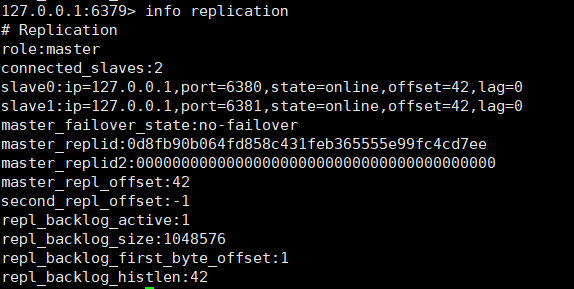 127.0.0.1:6379> info replication
# Replication
role:master
connected_slaves:2
slave0:ip=127.0.0.1,port=6380,state=online,offset=42,lag=0
slave1:ip=127.0.0.1,port=6381,state=online,offset=42,lag=0
master_failover_state:no-failover
master_replid:0d8fb90b064fd858c431feb365555e99fc4cd7ee
master_replid2:0000000000000000000000000000000000000000
master_repl_offset:42
second_repl_offset:-1
repl_backlog_active:1
repl_backlog_size:1048576
repl_backlog_first_byte_offset:1
repl_backlog_histlen:42